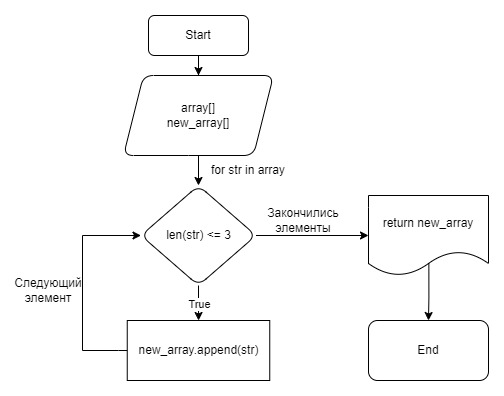 Start
array[]
new_array[]
for str in array
len(str) <= 3
Закончились
элементы
return new_array
Следующий
элемент
True
new_array.append(str)
End